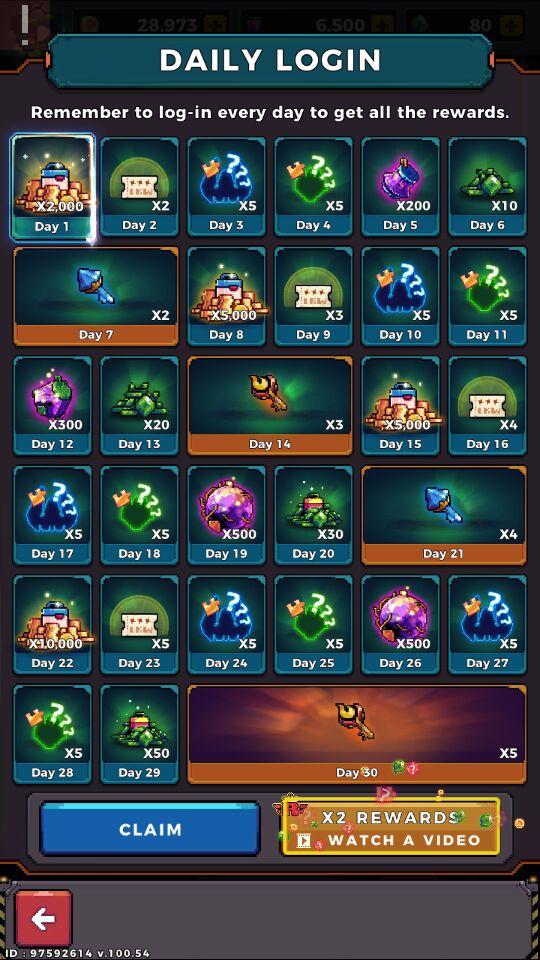 28.973 6.500 80
DAILY LOGIN
Remember to log-in every day to get all the rewards.
X2,000 X2 X5 X5 X200 X10
Day 1 Day 2 Day 3 Day 4 Day 5 Day 6
X2 X5,000 X3 X5 X5
Day 7 Day 8 Day 9 Day 10 Day 11
X300 X20 X3 X5,000 X4
Day 12 Day 13 Day 14 Day 15 Day 16
X5 X5 X500 X30 X4
Day 17 Day 18 Day 19 Day 20 Day 21
X10,000 X5 X5 X5 X500 X5
Day 22 Day 23 Day 24 Day 25 Day 26 Day 27
X5 X50 X5
Day 28 Day 29 Day 30
CLAIM
X2 REWARDS
WATCH A VIDEO
ID : 97592614 v.100.54